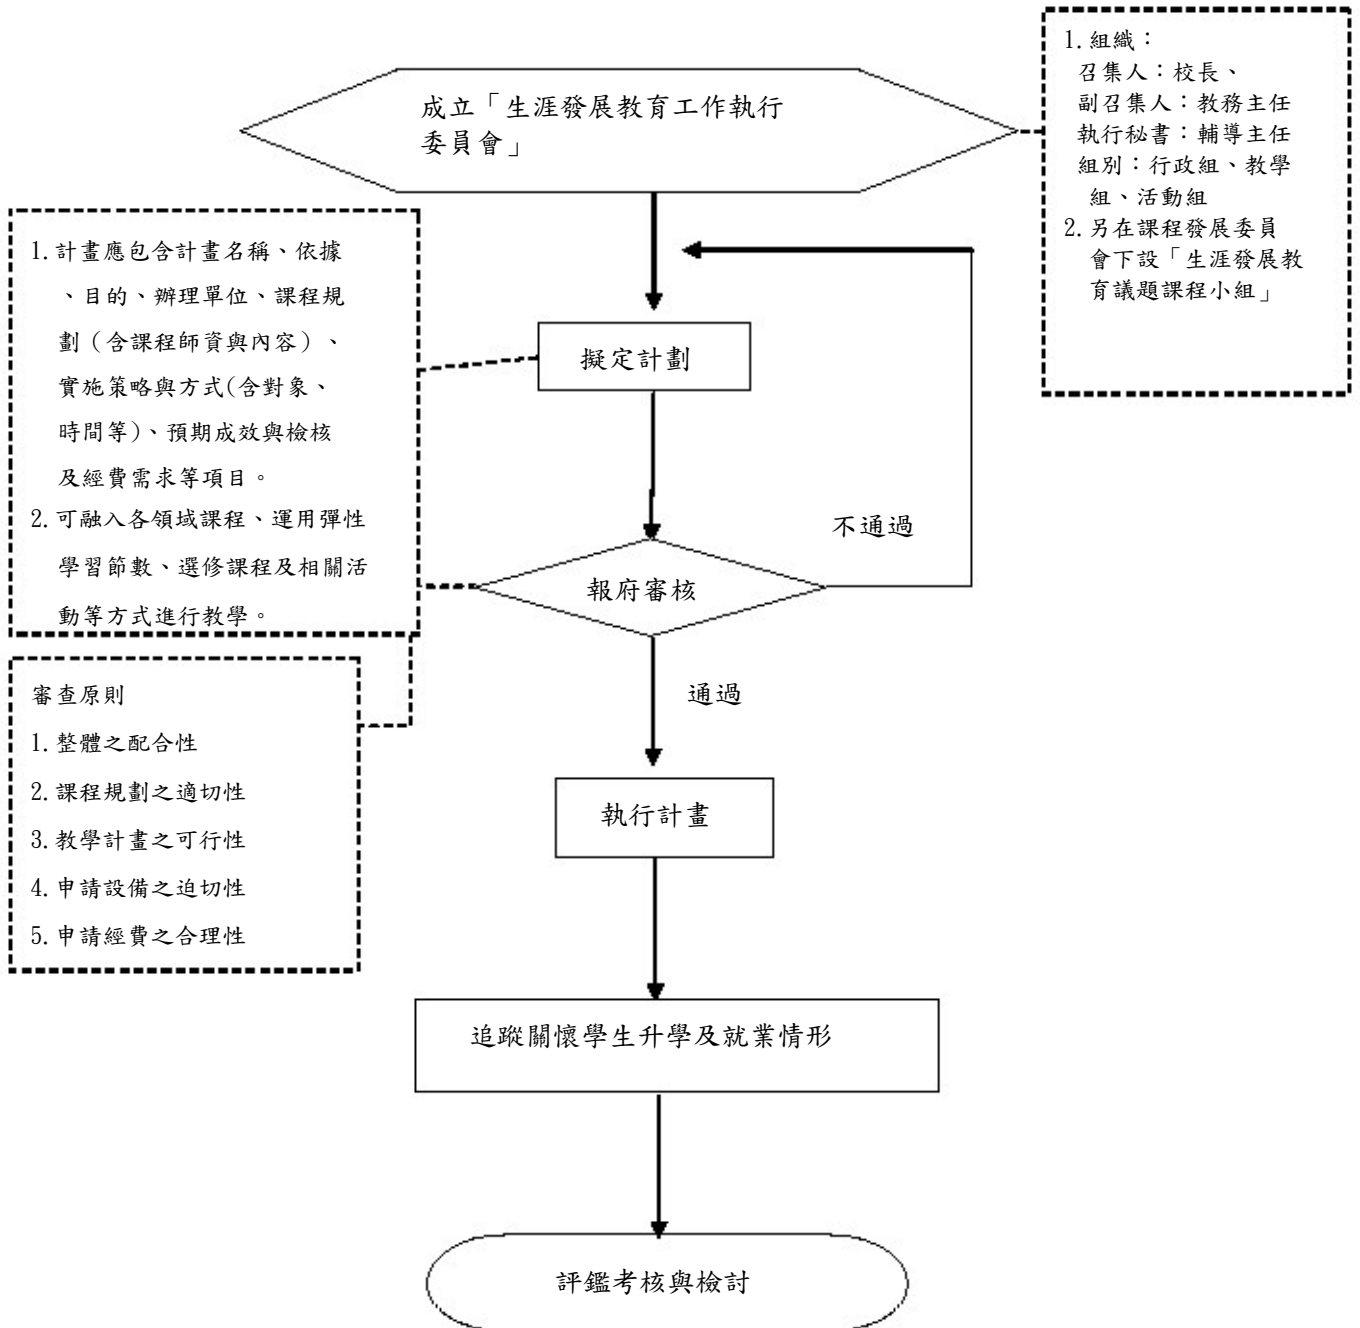 成立「生涯發展教育工作執行
委員會」
1.組織：
召集人：校長、
副召集人：教務主任
執行秘書：輔導主任
組別：行政組、教學
組、活動組
2.另在課程發展委員
會下設「生涯發展教
育議題課程小組」
1.計畫應包含計畫名稱、依據
、目的、辦理單位、課程規
劃（含課程師資與內容）、
實施策略與方式(含對象、
時間等)、預期成效與檢核
及經費需求等項目。
2.可融入各領域課程、運用彈性
學習節數、選修課程及相關活
動等方式進行教學。
擬定計劃
不通過
報府審核
通過
審查原則
1.整體之配合性
2.課程規劃之適切性
3.教學計畫之可行性
4.申請設備之迫切性
5.申請經費之合理性
執行計畫
追蹤關懷學生升學及就業情形
評鑑考核與檢討